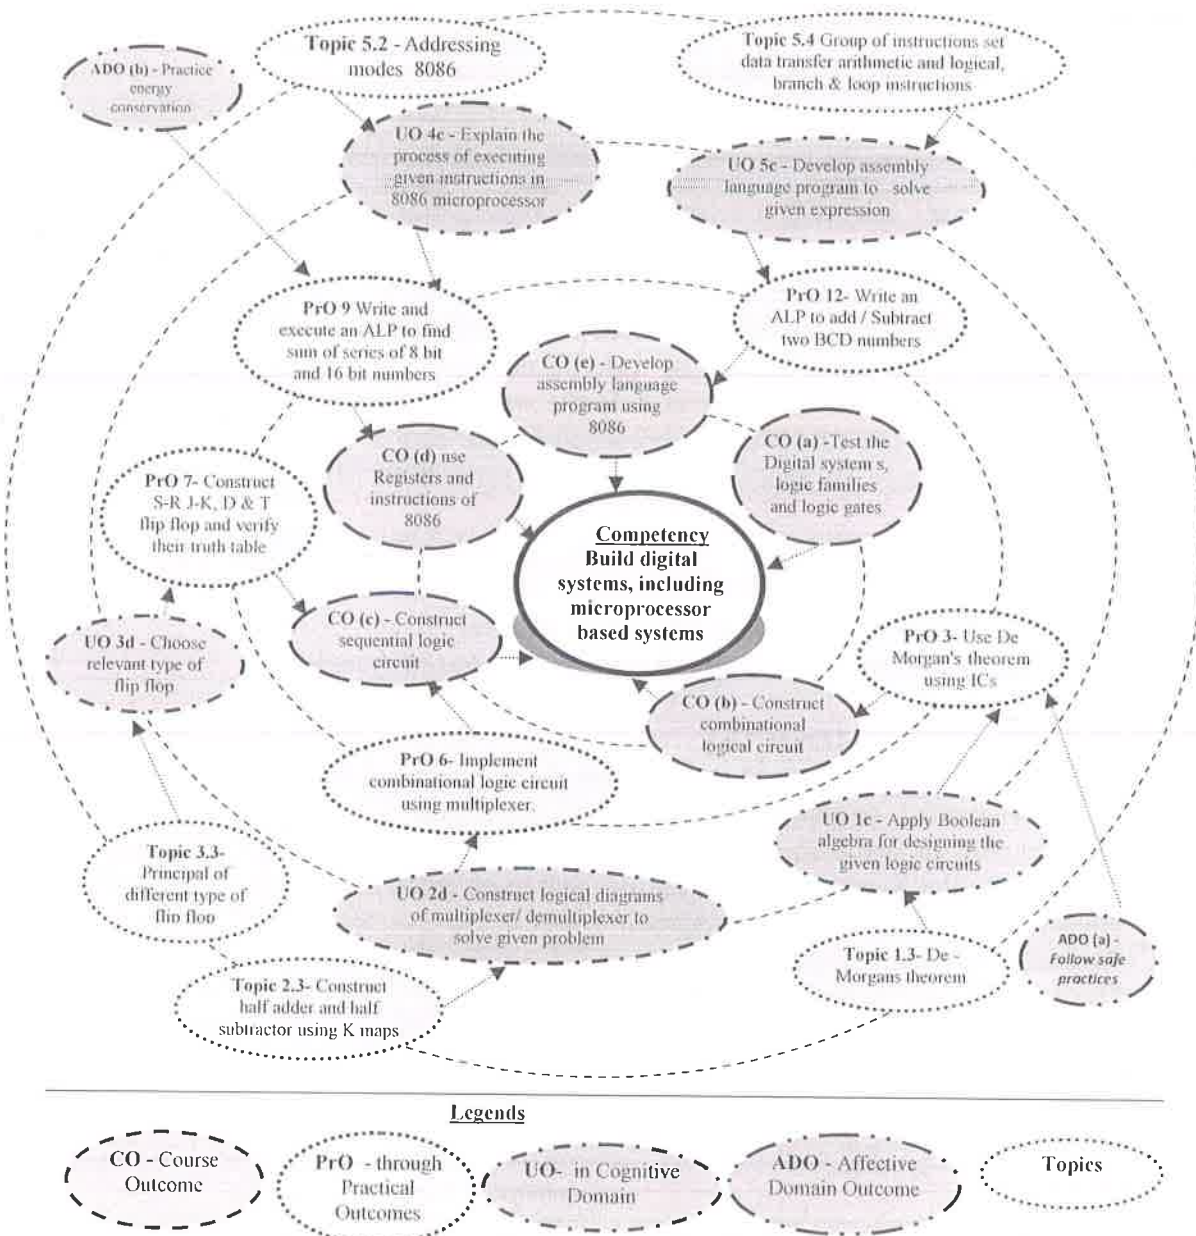 Topic 5.2 - Addressing
modes 8086
Topic 5.4 Group of instructions set
data transfer arithmetic and logical,
branch & loop instructions
ADO (b) - Practice
energy
conservation
UO 4c - Explain the
process of executing
given instructions in
8086 microprocessor
UO 5c - Develop assembly
language program to solve
given expression
PrO 9 Write and
execute an ALP to find
sum of series of 8 bit
and 16 bit numbers
PrO 12- Write an
ALP to add / Subtract
two BCD numbers
CO (e) - Develop
assembly language
program using
8086
CO (d) use
Registers and
instructions of
8086
CO (a) -Test the
Digital system s,
logic families
and logic gates
PrO 7- Construct
S-R J-K, D & T
flip flop and verify
their truth table
Competency
Build digital
systems, including
microprocessor
based systems
CO (c) - Construct
sequential logic
circuit
UO 3d - Choose
relevant type of
flip flop
PrO 3- Use De
Morgan's theorem
using ICs
CO (b) - Construct
combinational
logical circuit
PrO 6- Implement
combinational logic circuit
using multiplexer.
UO 1c - Apply Boolean
algebra for designing the
given logic circuits
Topic 3.3-
Principal of
different type of
flip flop
UO 2d - Construct logical diagrams
of multiplexer/ demultiplexer to
solve given problem
Topic 1.3- De -
Morgans theorem
ADO (a) -
Follow safe
practices
Topic 2.3- Construct
half adder and half
subtractor using K maps
Legends
CO - Course
Outcome
PrO - through
Practical
Outcomes
UO- in Cognitive
Domain
ADO - Affective
Domain Outcome
Topics